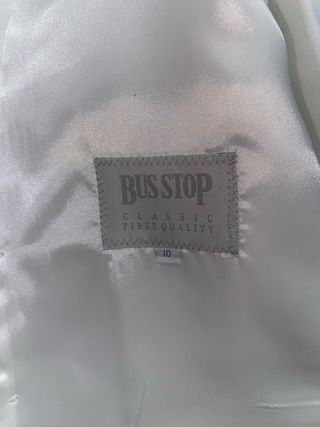 BUS STOP
CLASSIC
FIRST QUALITY
10